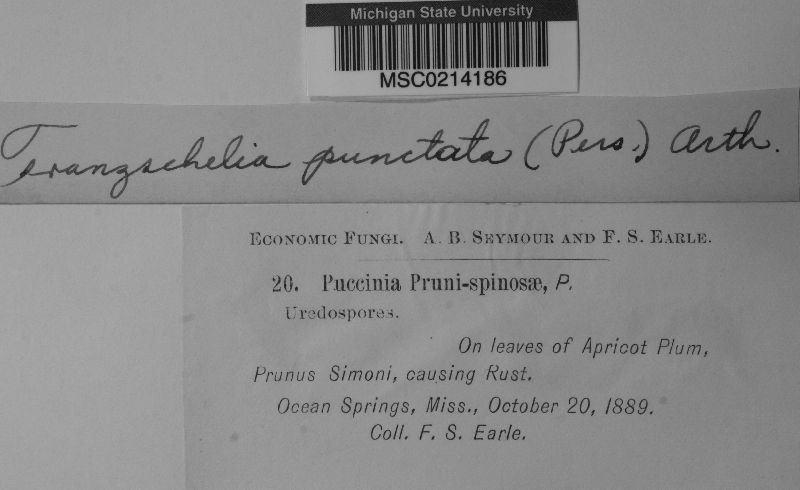 Michigan State University
MSC0214186
Tranzschelia punctata (Pers.) Arth.
ECONOMIC FUNGI. A. B. SEYMOUR AND F. S. EARLE.
20. Puccinia Pruni-spinosæ, P.
Uredospores.
On leaves of Apricot Plum,
Prunus Simoni, causing Rust.
Ocean Springs, Miss., October 20, 1889.
Coll. F. S. Earle.